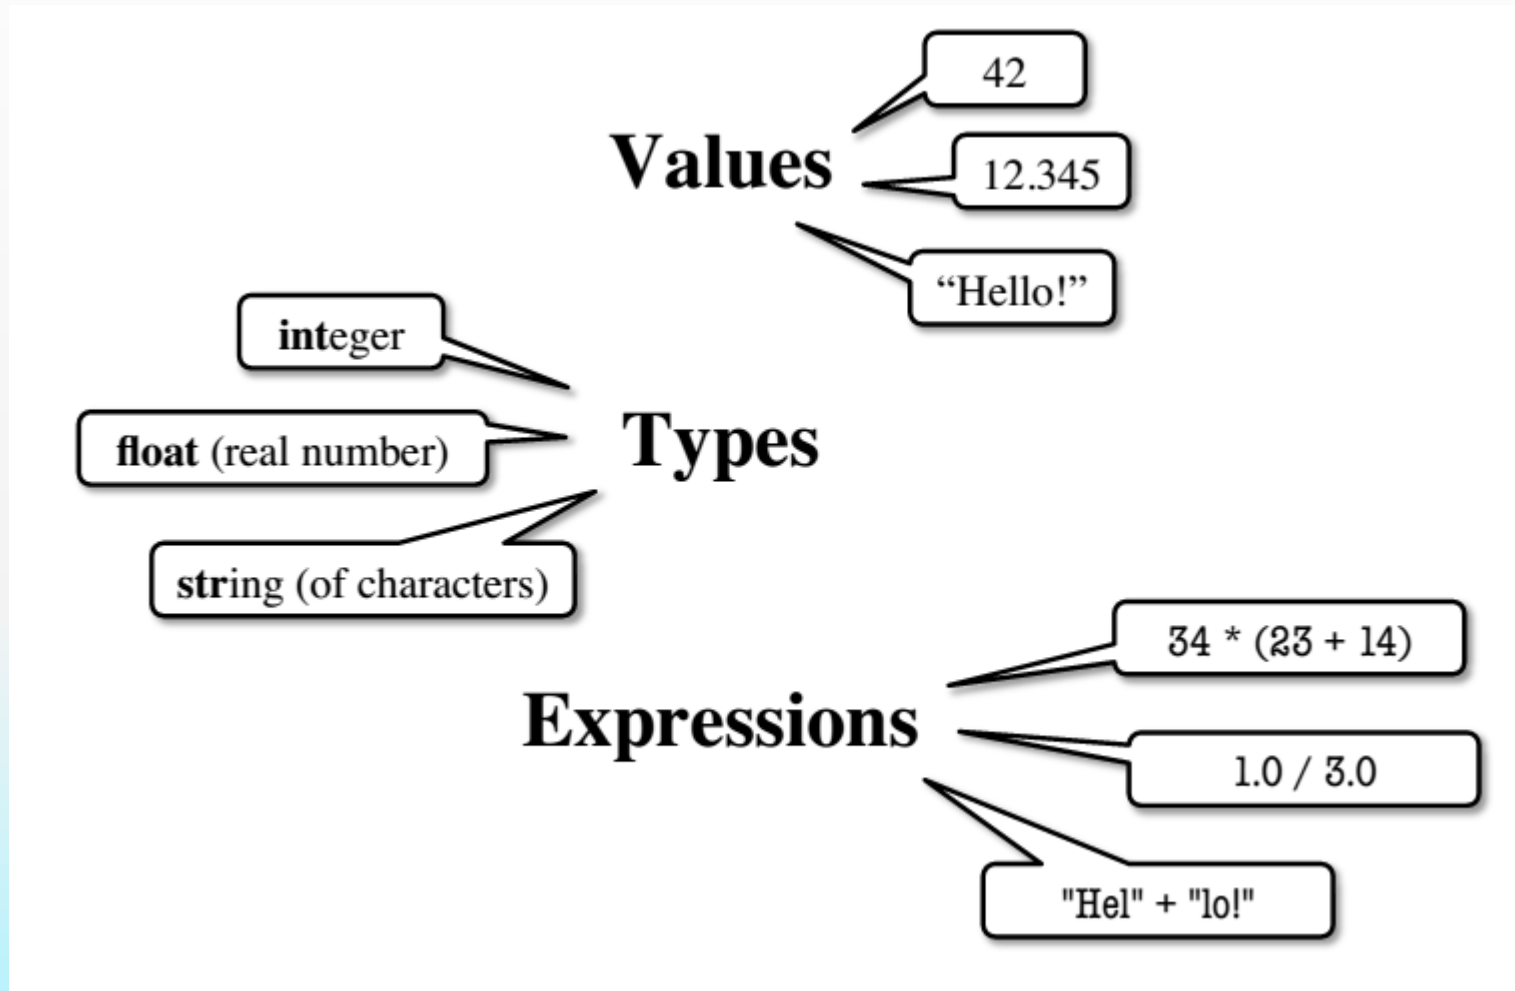 42
Values
12.345
“Hello!”
integer
float (real number)
Types
string (of characters)
34 * (23 + 14)
Expressions
1.0 / 3.0
"Hel" + "lo!"